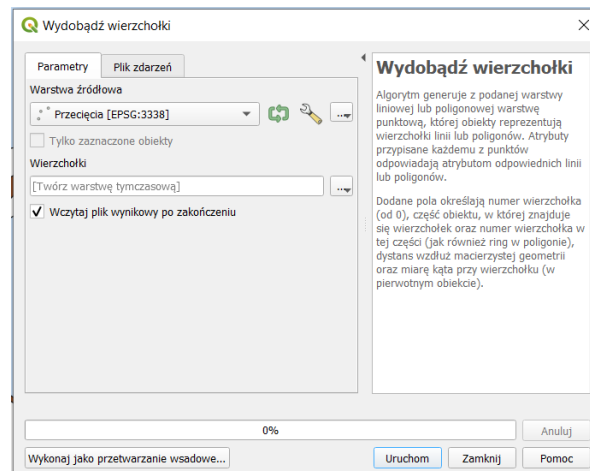 Wydobądź wierzchołki
Parametry
Plik zdarzeń
Warstwa źródłowa
Przecięcia [EPSG:3338]
Tylko zaznaczone obiekty
Wierzchołki
[Twórz warstwę tymczasową]
...
Wczytaj plik wynikowy po zakończeniu
Wydobądź wierzchołki
Algorytm generuje z podanej warstwy
liniowej lub poligonowej warstwę
punktową, której obiekty reprezentują
wierzchołki linii lub poligonów. Atrybuty
przypisane każdemu z punktów
odpowiadają atrybutom odpowiednich linii
lub poligonów.
Dodane pola określają numer wierzchołka
(od 0), część obiektu, w której znajduje
się wierzchołek oraz numer wierzchołka w
tej części (jak również ring w poligonie),
dystans wzdłuż macierzystej geometrii
oraz miarę kąta przy wierzchołku (w
pierwotnym obiekcie).
0%
Anuluj
Wykonaj jako przetwarzanie wsadowe...
Uruchom
Zamknij
Pomoc